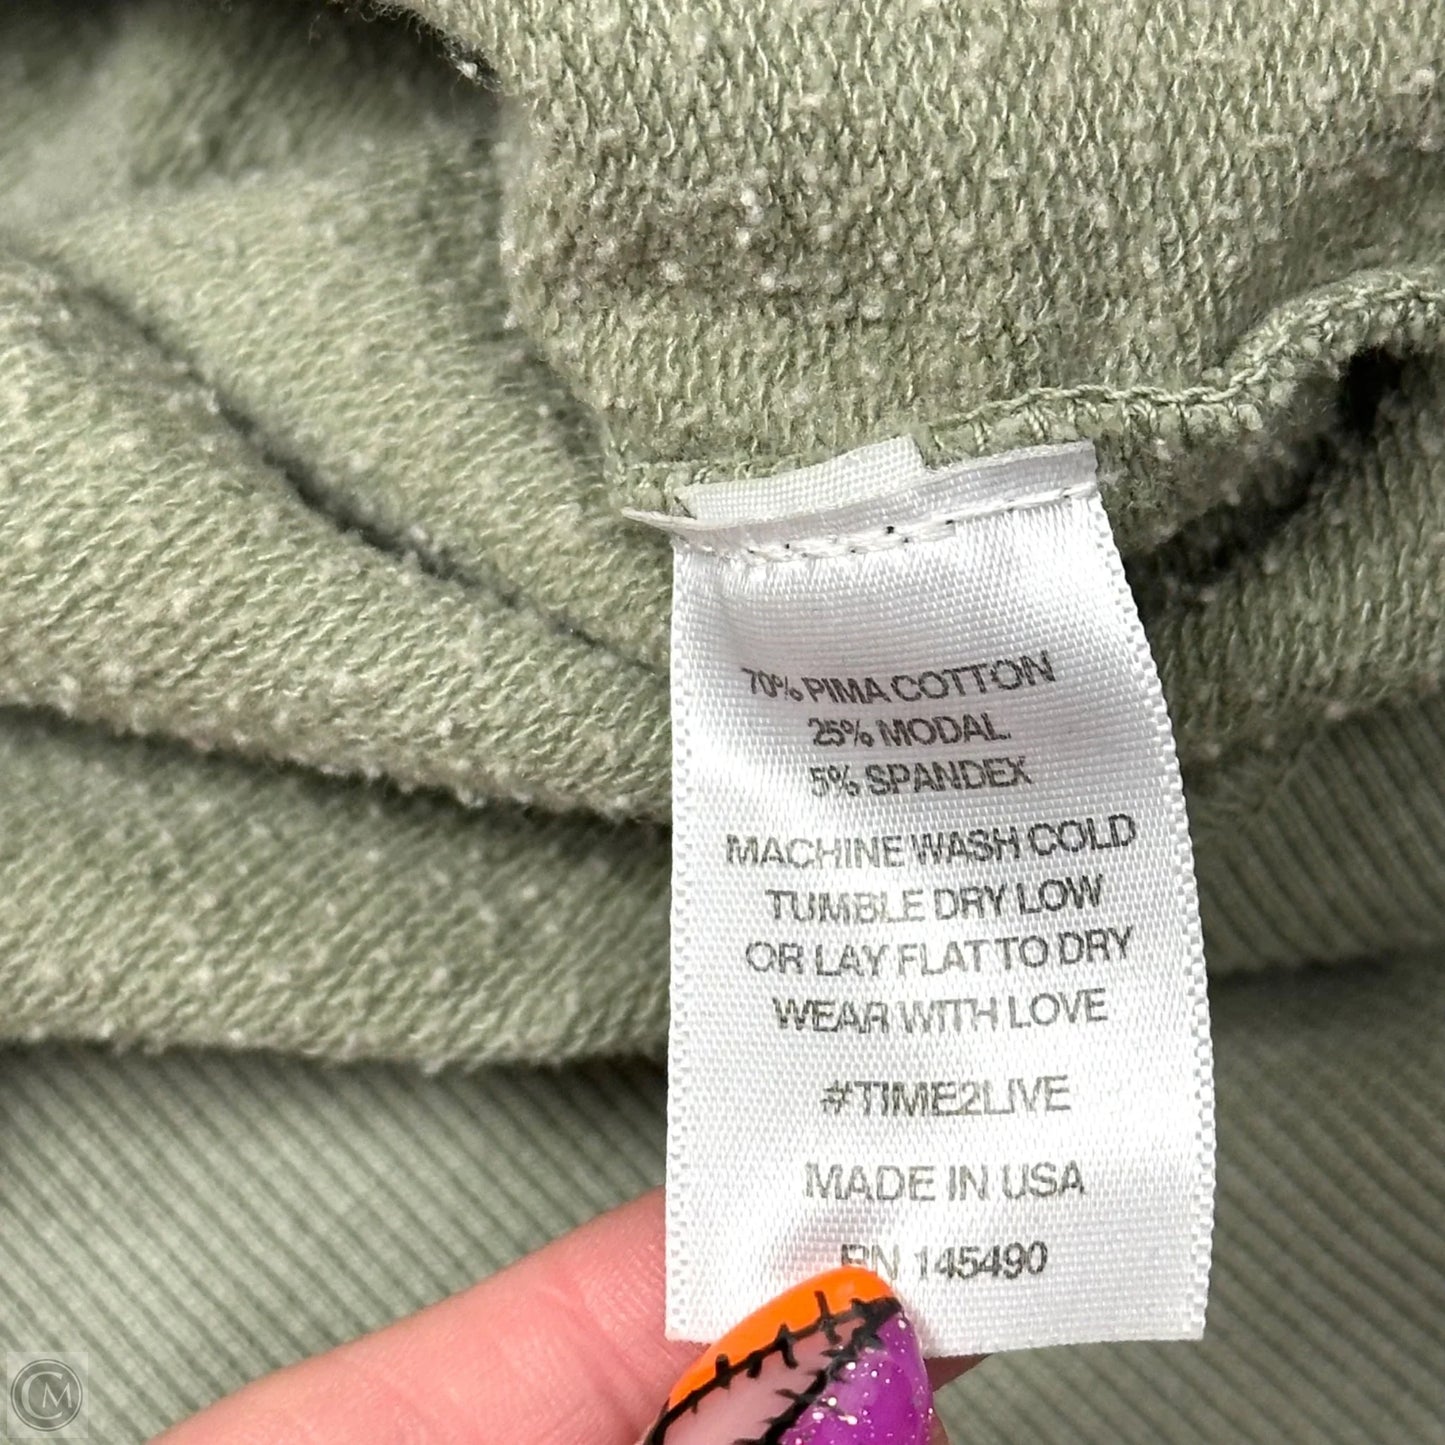 70% PIMA COTTON
25% MODAL
5% SPANDEX
MACHINE WASH COLD
TUMBLE DRY LOW
OR LAY FLAT TO DRY
WEAR WITH LOVE
#TIME2LIVE
MADE IN USA
RN 145490
CM